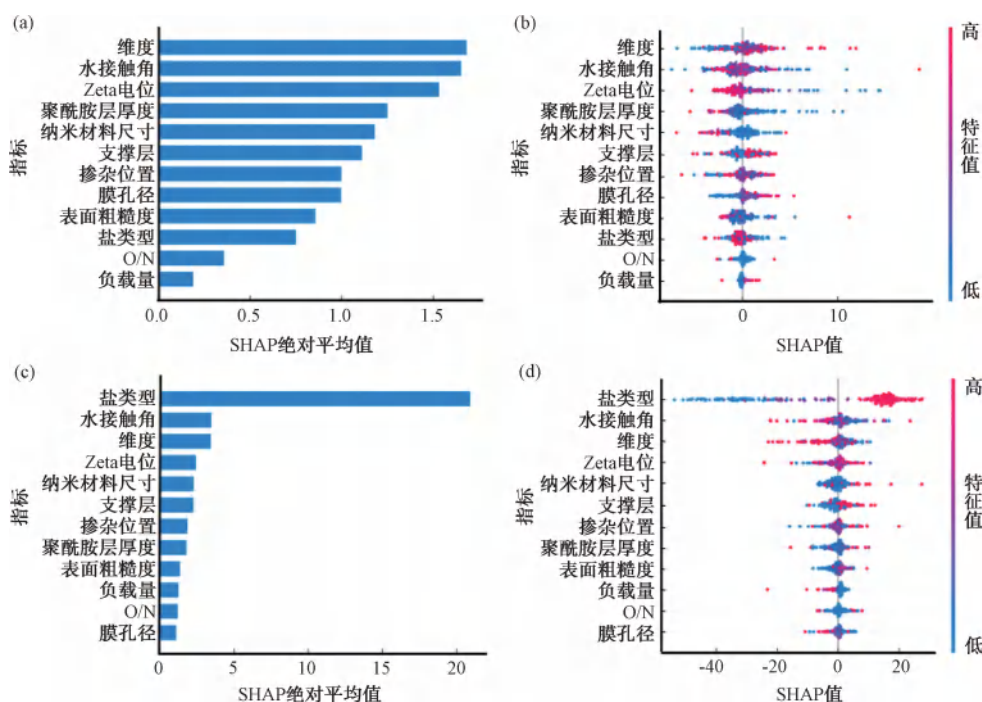 (a)
指标
维度
水接触角
Zeta电位
聚酰胺层厚度
纳米材料尺寸
支撑层
掺杂位置
膜孔径
表面粗糙度
盐类型
O/N
负载量
0.0 0.5 1.0 1.5
SHAP绝对平均值
(b)
指标
维度
水接触角
Zeta电位
聚酰胺层厚度
纳米材料尺寸
支撑层
掺杂位置
膜孔径
表面粗糙度
盐类型
O/N
负载量
0 10
SHAP值
高
特征值
低
(c)
指标
盐类型
水接触角
维度
Zeta电位
纳米材料尺寸
支撑层
掺杂位置
聚酰胺层厚度
表面粗糙度
负载量
O/N
膜孔径
0 5 10 15 20
SHAP绝对平均值
(d)
指标
盐类型
水接触角
维度
Zeta电位
纳米材料尺寸
支撑层
掺杂位置
聚酰胺层厚度
表面粗糙度
负载量
O/N
膜孔径
-40 -20 0 20
SHAP值
高
特征值
低